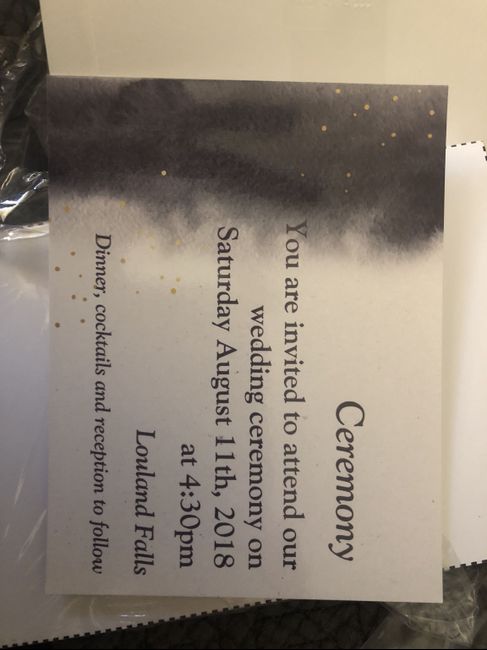 Ceremony
You are invited to attend our
wedding ceremony on
Saturday August 11th, 2018
at 4:30pm
Louland Falls
Dinner, cocktails and reception to follow